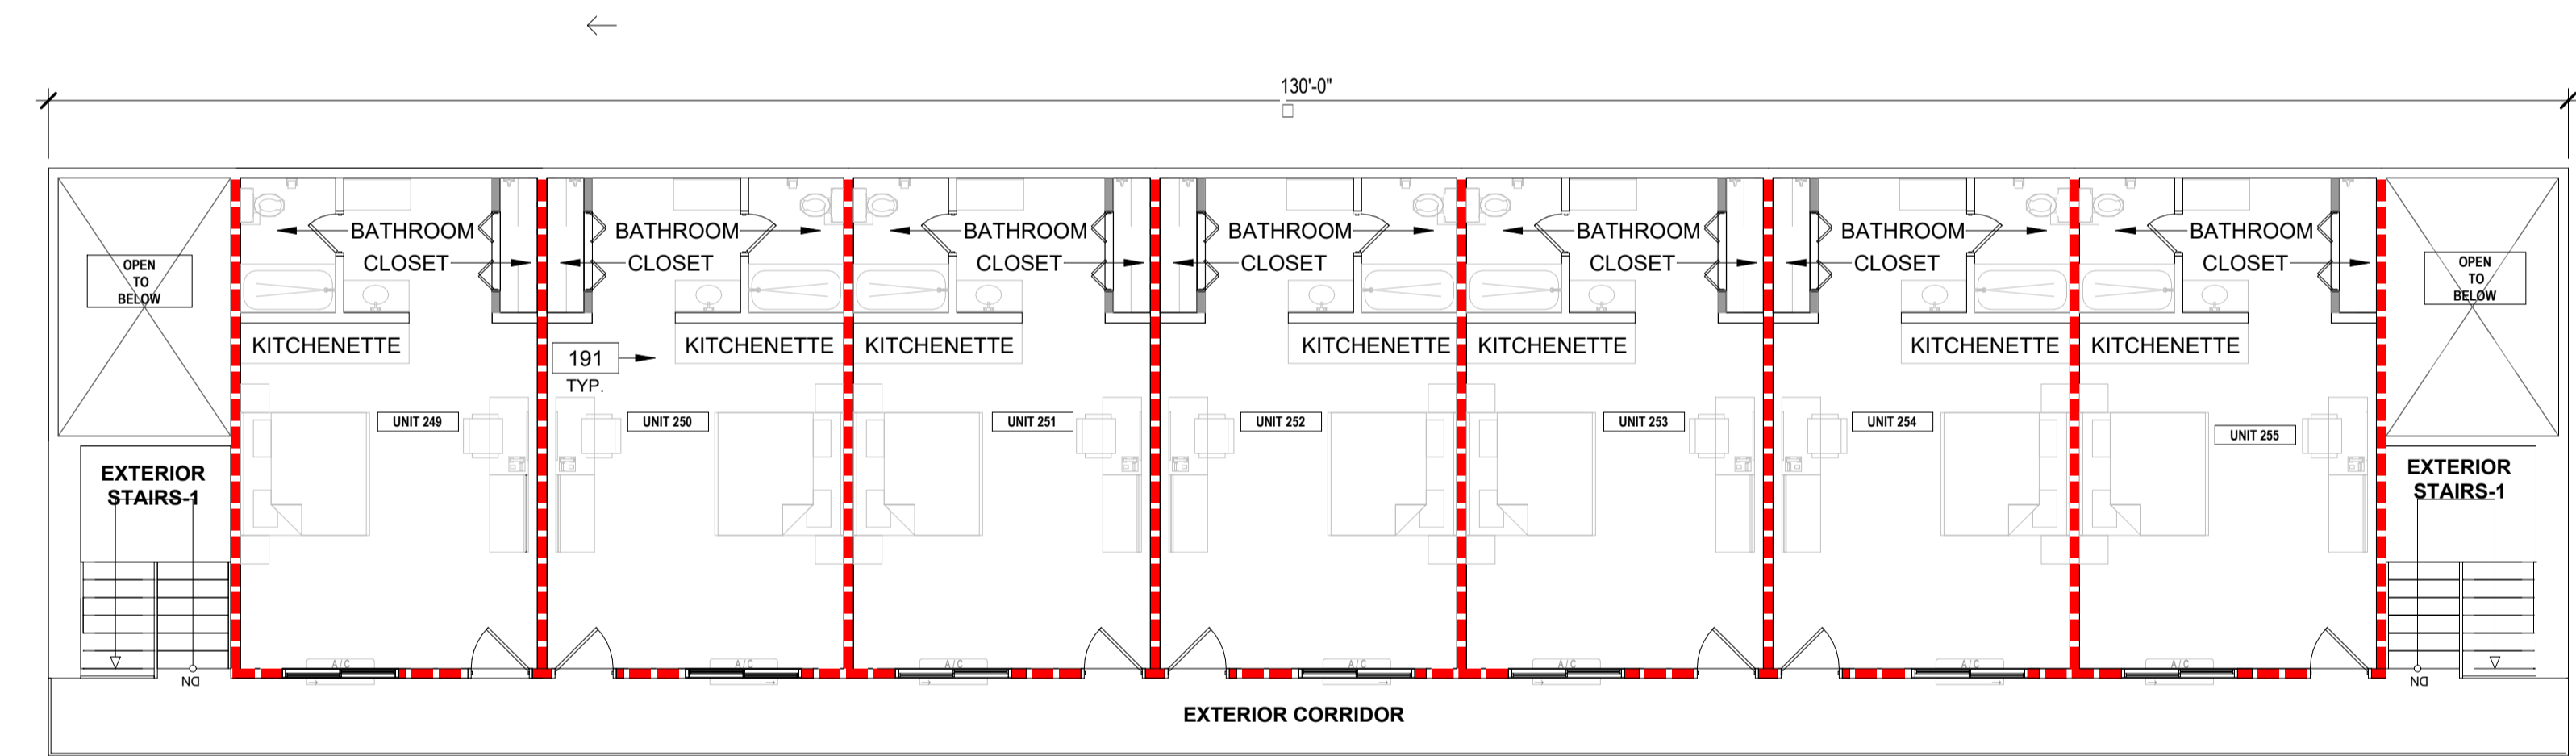 130'-0"
BATHROOM
BATHROOM
BATHROOM
BATHROOM
BATHROOM
BATHROOM
BATHROOM
CLOSET
CLOSET
CLOSET
CLOSET
CLOSET
CLOSET
CLOSET
OPEN
TO
BELOW
OPEN
TO
BELOW
KITCHENETTE
KITCHENETTE
KITCHENETTE
KITCHENETTE
KITCHENETTE
KITCHENETTE
KITCHENETTE
191
TYP.
UNIT 249
UNIT 250
UNIT 251
UNIT 252
UNIT 253
UNIT 254
UNIT 255
EXTERIOR
STAIRS-1
EXTERIOR
STAIRS-1
A/C
A/C
A/C
A/C
A/C
A/C
A/C
DN
DN
EXTERIOR CORRIDOR